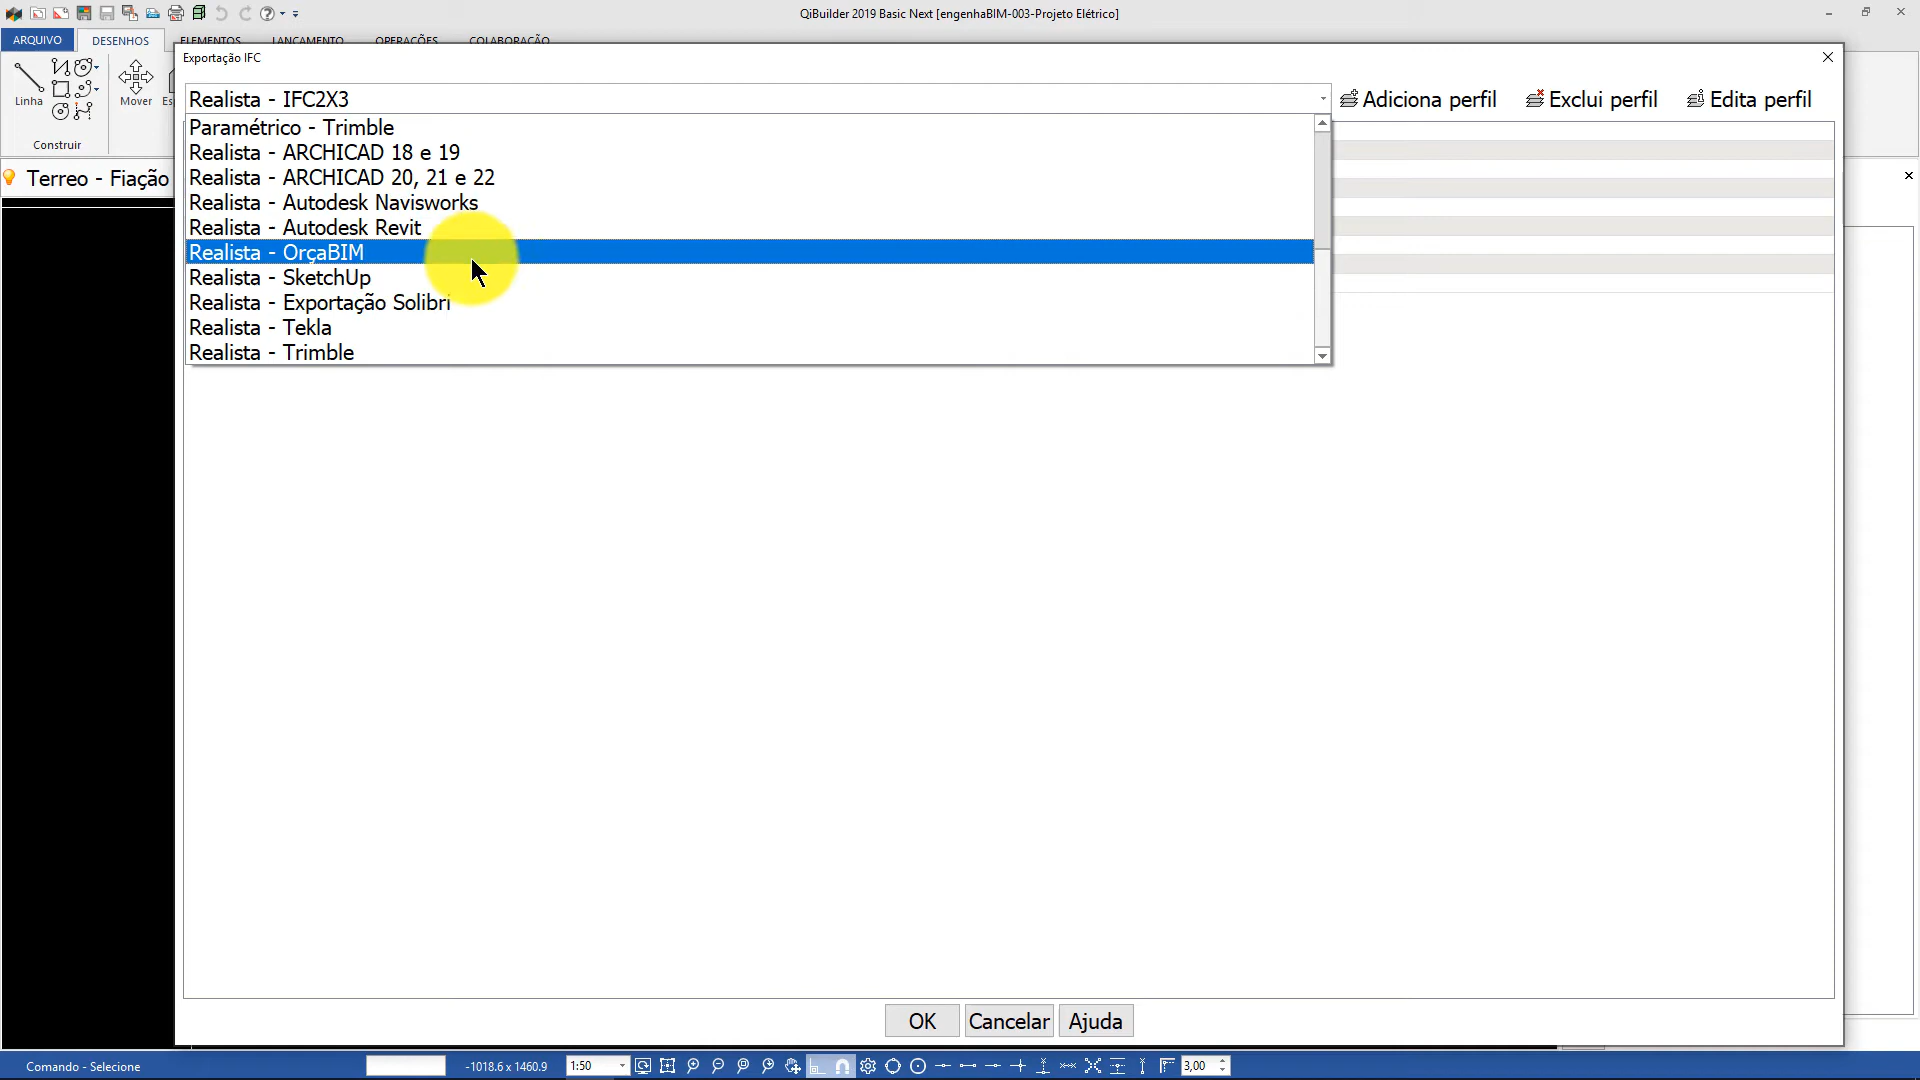 QiBuilder 2019 Basic Next [engenhaBIM-003-Projeto Elétrico]
ARQUIVO DESENHOS ELEMENTOS LANÇAMENTO OPERAÇÕES COLABORAÇÃO
Exportação IFC
Linha
Mover
Construir
Terreo - Fiação
Realista - IFC2X3
Adiciona perfil Exclui perfil Edita perfil
Paramétrico - Trimble
Realista - ARCHICAD 18 e 19
Realista - ARCHICAD 20, 21 e 22
Realista - Autodesk Navisworks
Realista - Autodesk Revit
Realista - OrçaBIM
Realista - SketchUp
Realista - Exportação Solibri
Realista - Tekla
Realista - Trimble
OK Cancelar Ajuda
Comando - Selecione -1018.6 x 1460.9 1:50 3,00